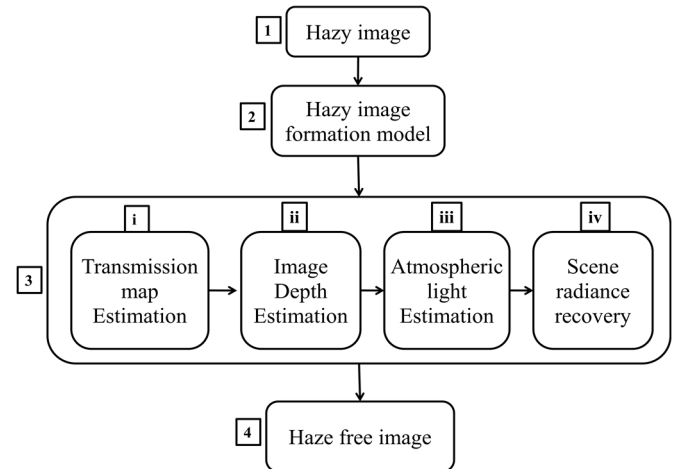 1
Hazy image
2
Hazy image
formation model
3
i
Transmission
map
Estimation
ii
Image
Depth
Estimation
iii
Atmospheric
light
Estimation
iv
Scene
radiance
recovery
4
Haze free image